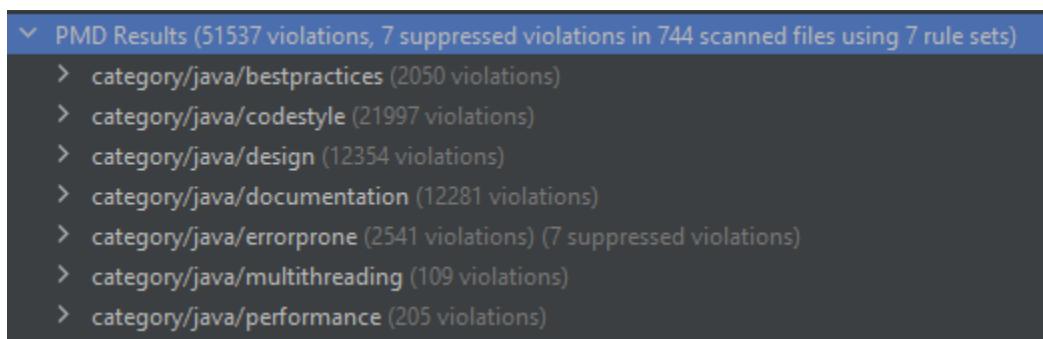 PMD Results (51537 violations, 7 suppressed violations in 744 scanned files using 7 rule sets)
category/java/bestpractices (2050 violations)
category/java/codestyle (21997 violations)
category/java/design (12354 violations)
category/java/documentation (12281 violations)
category/java/errorprone (2541 violations) (7 suppressed violations)
category/java/multithreading (109 violations)
category/java/performance (205 violations)